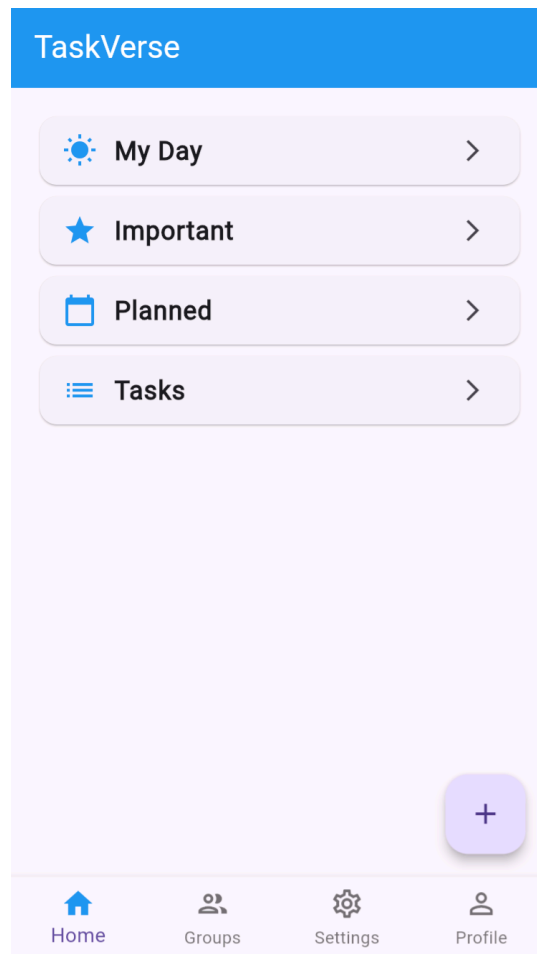 TaskVerse
My Day
Important
Planned
Tasks
Home
Groups
Settings
Profile